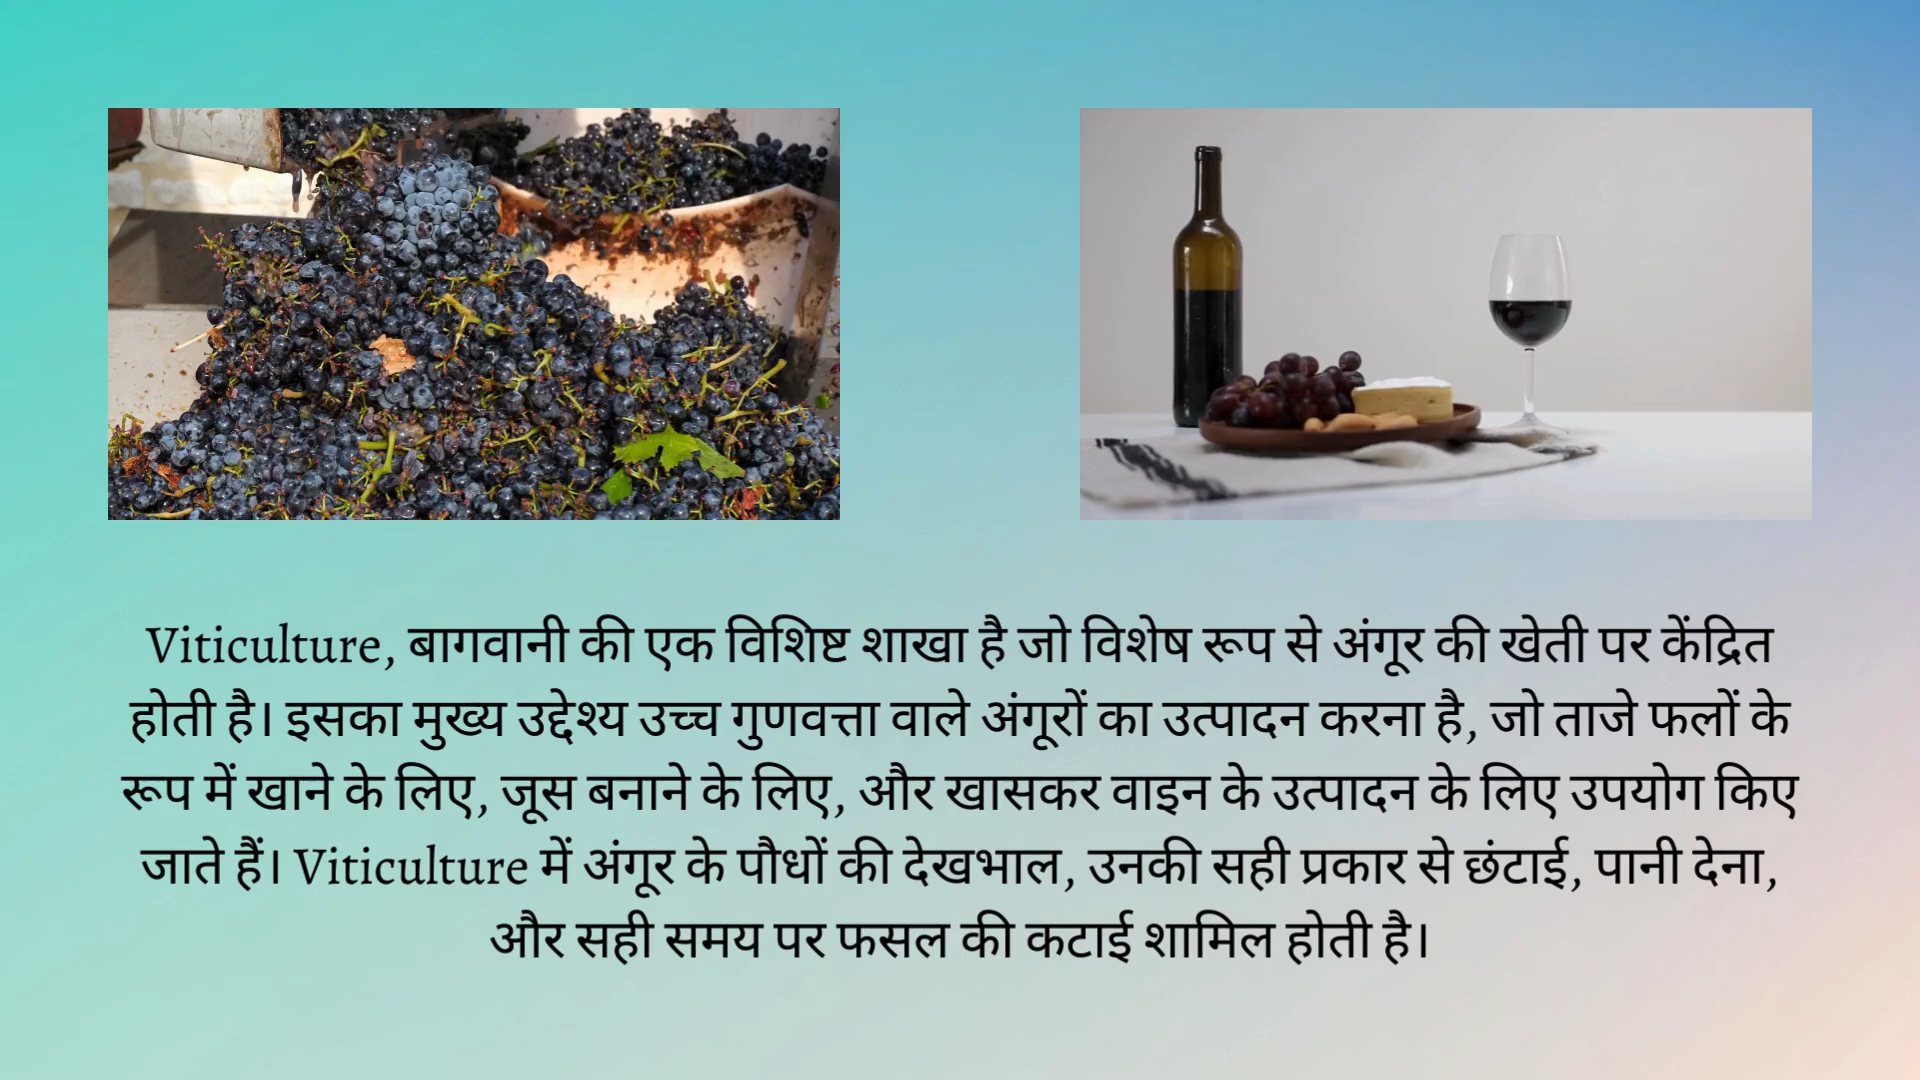 Viticulture, बागवानी की एक विशिष्ट शाखा है जो विशेष रूप से अंगूर की खेती पर केंद्रित
होती है। इसका मुख्य उद्देश्य उच्च गुणवत्ता वाले अंगूरों का उत्पादन करना है, जो ताजे फलों के
रूप में खाने के लिए, जूस बनाने के लिए, और खासकर वाइन के उत्पादन के लिए उपयोग किए
जाते हैं। Viticulture में अंगूर के पौधों की देखभाल, उनकी सही प्रकार से छंटाई, पानी देना,
और सही समय पर फसल की कटाई शामिल होती है।